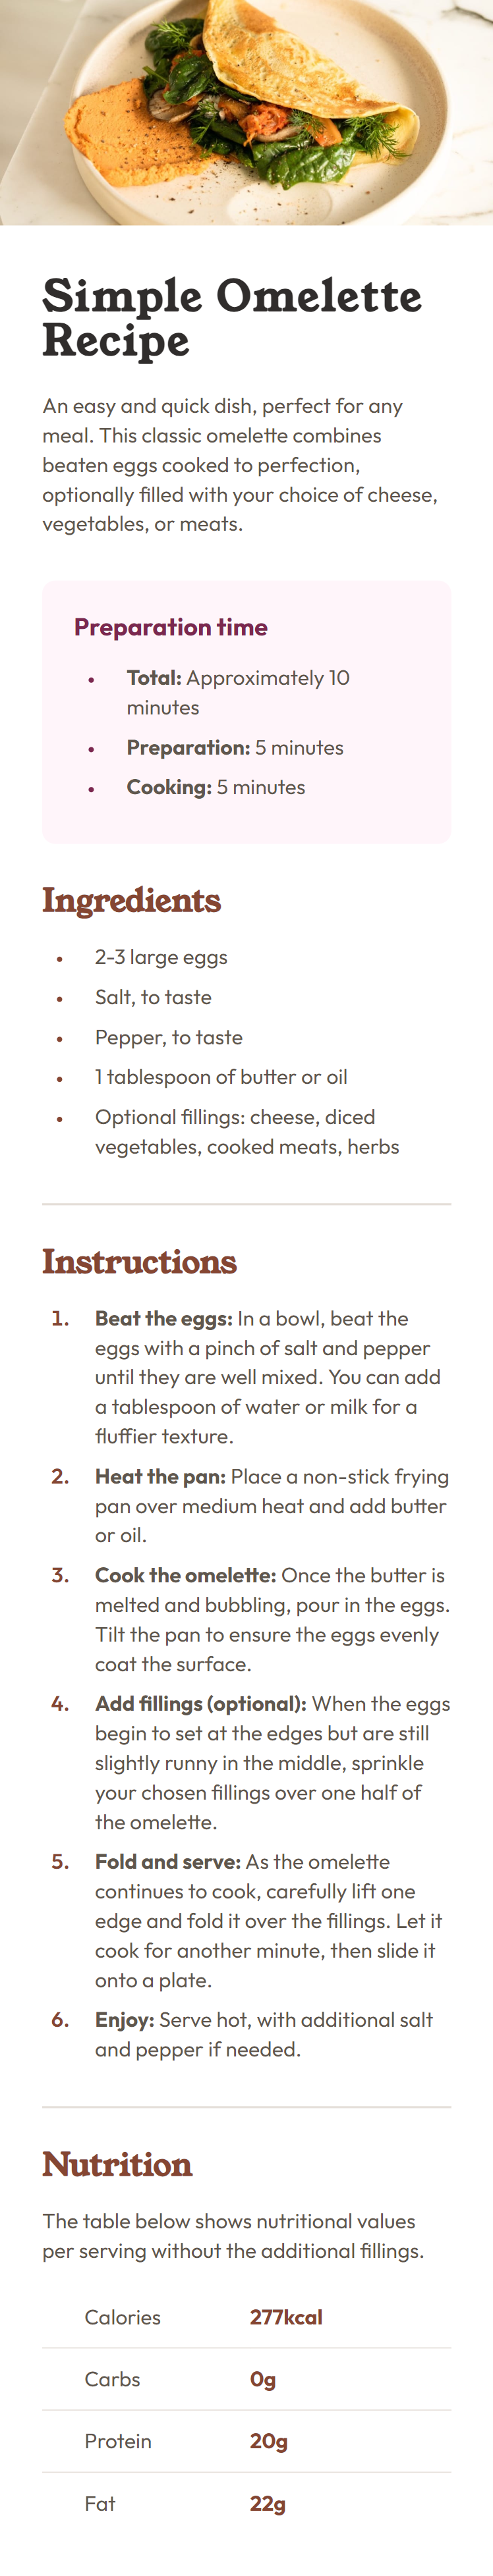 Simple Omelette
Recipe
An easy and quick dish, perfect for any
meal. This classic omelette combines
beaten eggs cooked to perfection,
optionally filled with your choice of cheese,
vegetables, or meats.
Preparation time
• Total: Approximately 10
minutes
• Preparation: 5 minutes
• Cooking: 5 minutes
Ingredients
• 2-3 large eggs
• Salt, to taste
• Pepper, to taste
• 1 tablespoon of butter or oil
• Optional fillings: cheese, diced
vegetables, cooked meats, herbs
Instructions
1. Beat the eggs: In a bowl, beat the
eggs with a pinch of salt and pepper
until they are well mixed. You can add
a tablespoon of water or milk for a
fluffier texture.
2. Heat the pan: Place a non-stick frying
pan over medium heat and add butter
or oil.
3. Cook the omelette: Once the butter is
melted and bubbling, pour in the eggs.
Tilt the pan to ensure the eggs evenly
coat the surface.
4. Add fillings (optional): When the eggs
begin to set at the edges but are still
slightly runny in the middle, sprinkle
your chosen fillings over one half of
the omelette.
5. Fold and serve: As the omelette
continues to cook, carefully lift one
edge and fold it over the fillings. Let it
cook for another minute, then slide it
onto a plate.
6. Enjoy: Serve hot, with additional salt
and pepper if needed.
Nutrition
The table below shows nutritional values
per serving without the additional fillings.
Calories 277kcal
Carbs 0g
Protein 20g
Fat 22g